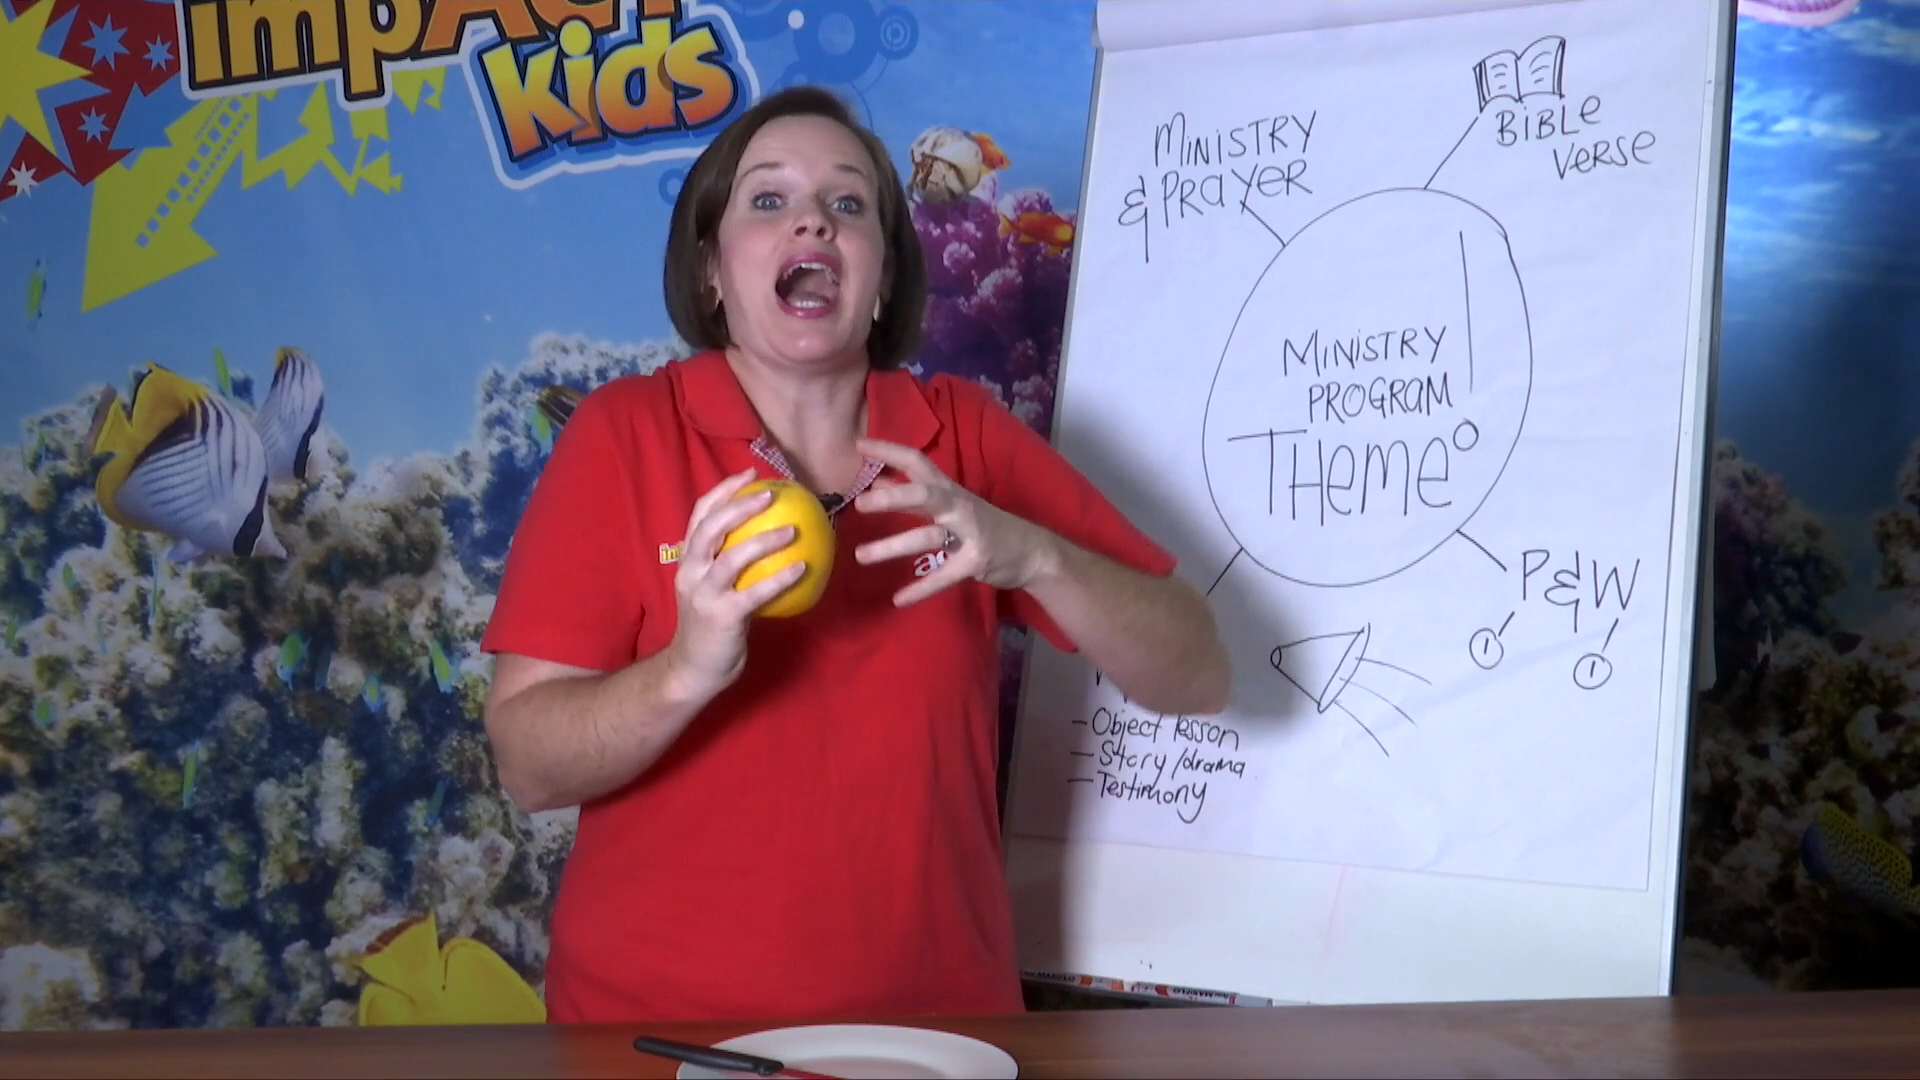 impACT
kids
MINISTRY
& PRAYER
BiBLe
Verse
MINISTRY
PROGRAM
THeme
P&W
- Object lesson
- Story/drama
- Testimony